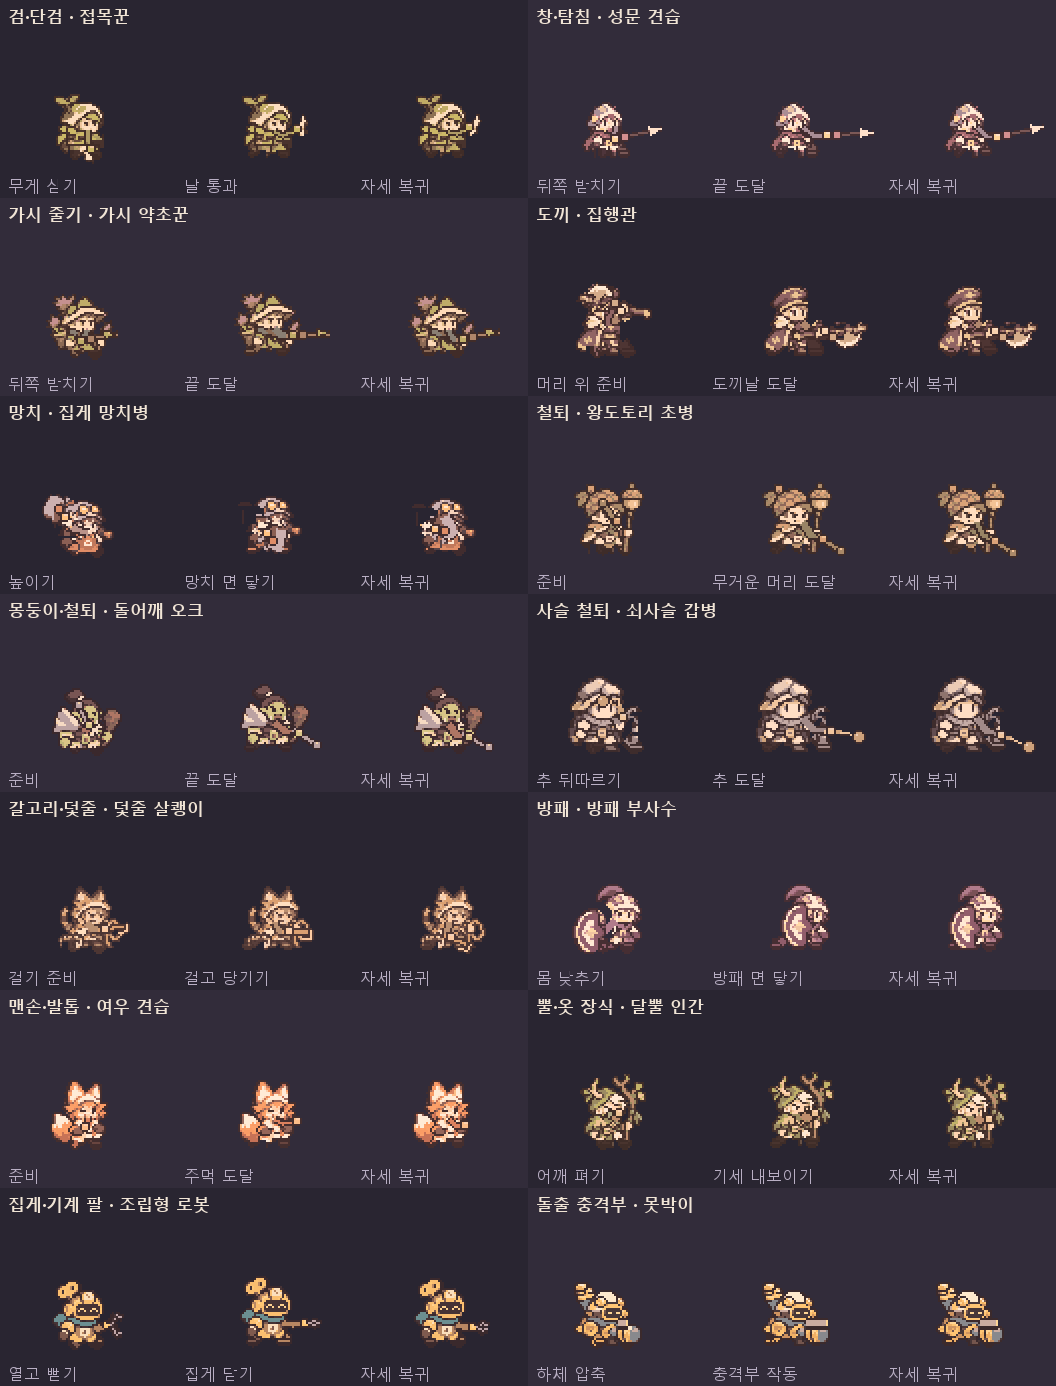 검·단검 · 접목꾼
무게 싣기 날 통과 자세 복귀
창·탐침 · 성문 견습
뒤쪽 받치기 끝 도달 자세 복귀
가시 줄기 · 가시 약초꾼
뒤쪽 받치기 끝 도달 자세 복귀
도끼 · 집행관
머리 위 준비 도끼날 도달 자세 복귀
망치 · 집게 망치병
높이기 망치 면 닿기 자세 복귀
철퇴 · 왕도토리 초병
준비 무거운 머리 도달 자세 복귀
몽둥이·철퇴 · 돌어깨 오크
준비 끝 도달 자세 복귀
사슬 철퇴 · 쇠사슬 갑병
추 뒤따르기 추 도달 자세 복귀
갈고리·덫줄 · 덫줄 살쾡이
걸기 준비 걸고 당기기 자세 복귀
방패 · 방패 부사수
몸 낮추기 방패 면 닿기 자세 복귀
맨손·발톱 · 여우 견습
준비 주먹 도달 자세 복귀
뿔·옷 장식 · 달뿔 인간
어깨 펴기 기세 내보이기 자세 복귀
집게·기계 팔 · 조립형 로봇
열고 뻗기 집게 닫기 자세 복귀
돌출 충격부 · 못박이
하체 압축 충격부 작동 자세 복귀